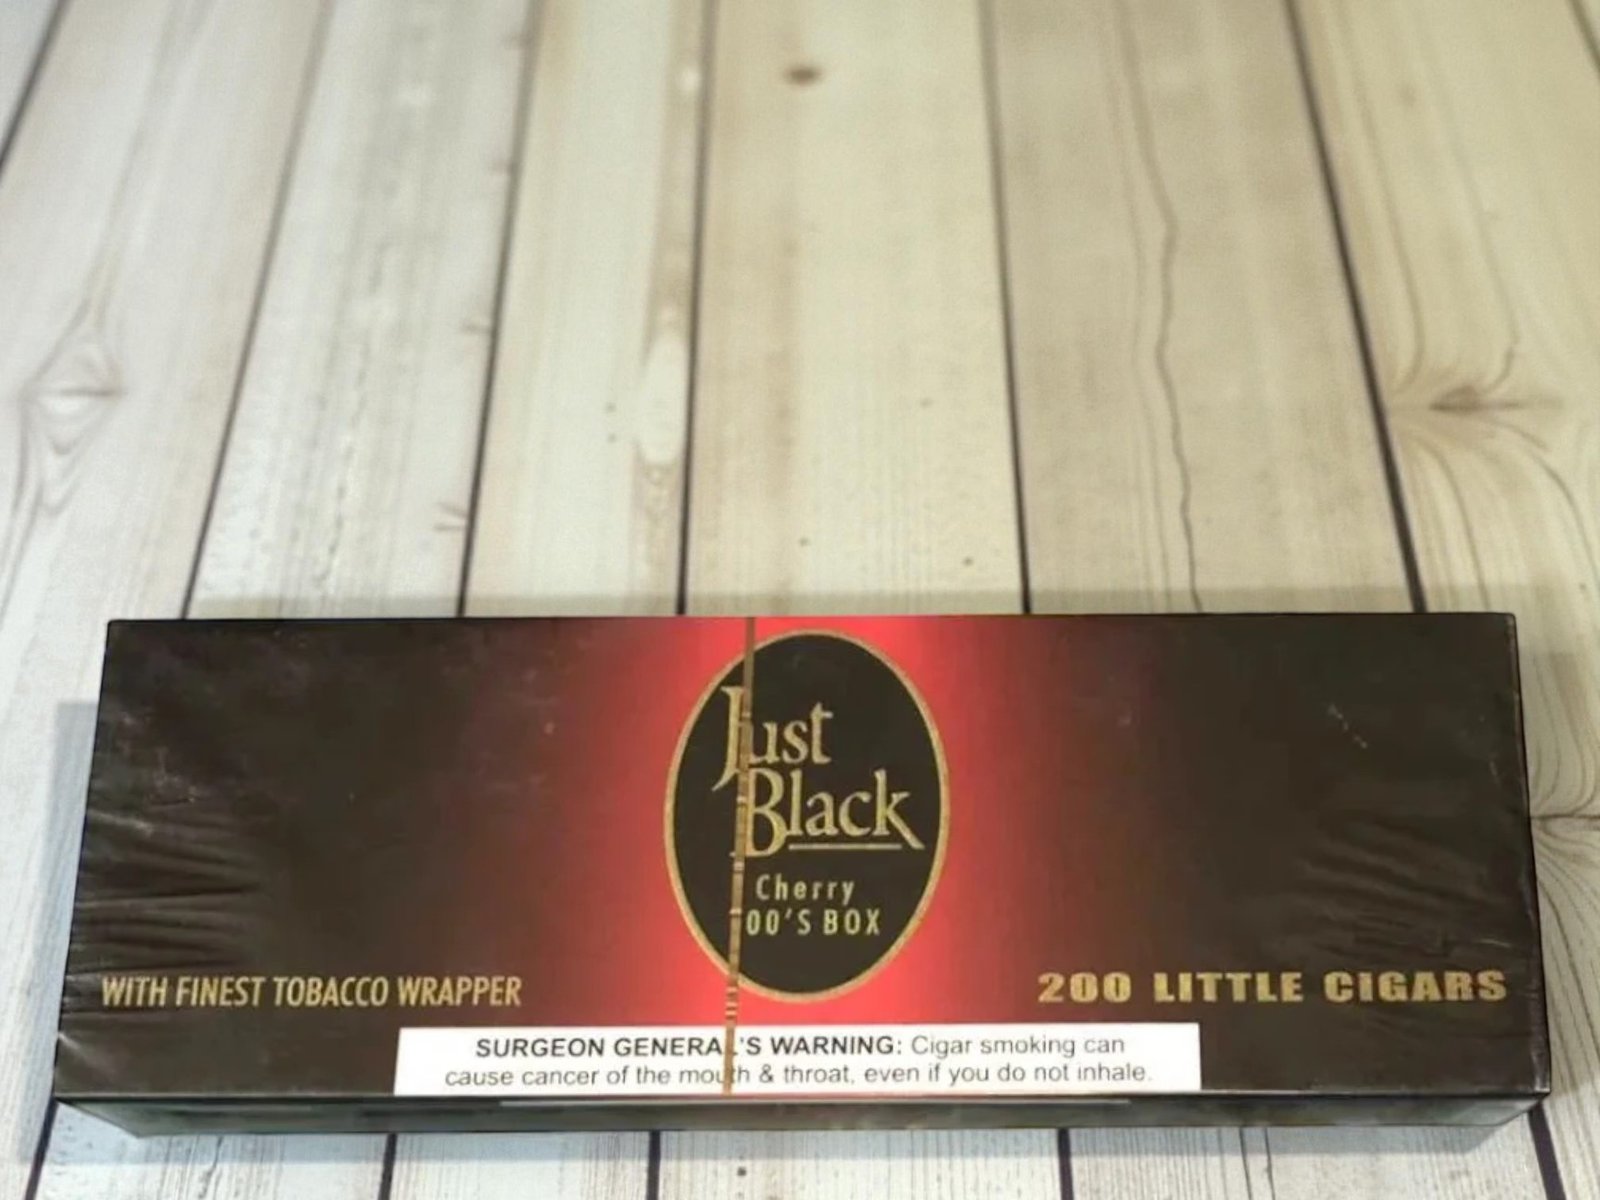 Just
Black
Cherry
00'S BOX
WITH FINEST TOBACCO WRAPPER
200 LITTLE CIGARS
SURGEON GENERAL'S WARNING: Cigar smoking can
cause cancer of the mouth & throat, even if you do not inhale.